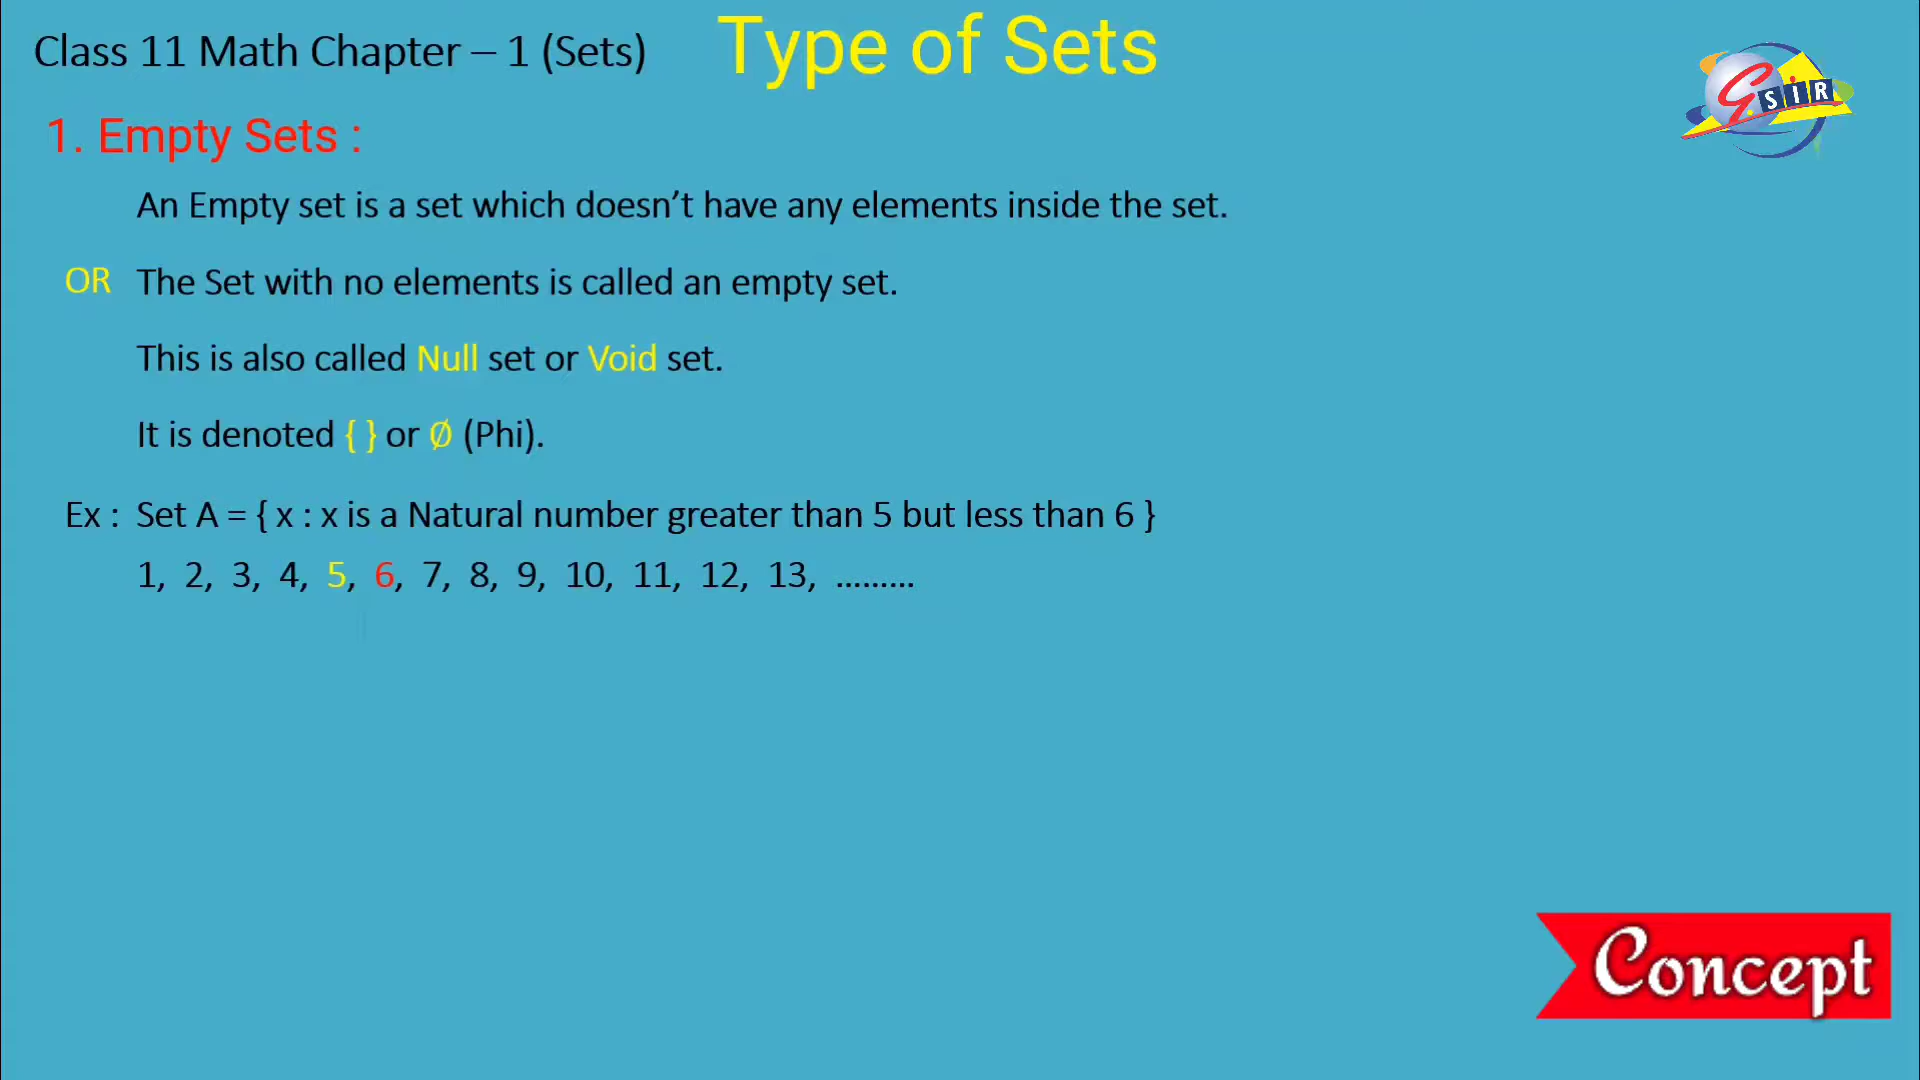 Class 11 Math Chapter – 1 (Sets)
Type of Sets
G SIR
1. Empty Sets :
An Empty set is a set which doesn’t have any elements inside the set.
OR The Set with no elements is called an empty set.
This is also called Null set or Void set.
It is denoted { } or ∅ (Phi).
Ex : Set A = { x : x is a Natural number greater than 5 but less than 6 }
1, 2, 3, 4, 5, 6, 7, 8, 9, 10, 11, 12, 13, .........
Concept